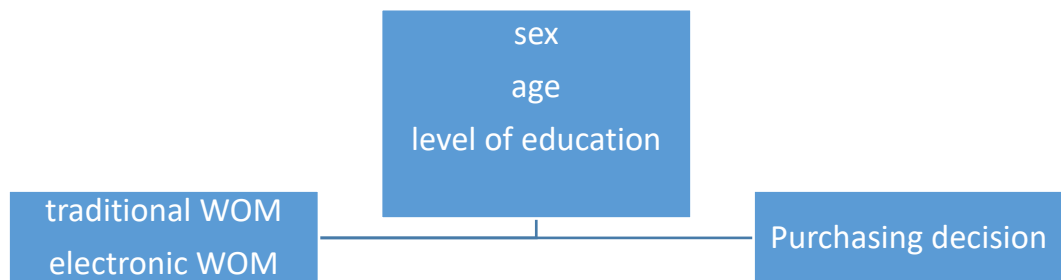 sex
age
level of education
traditional WOM
electronic WOM
Purchasing decision